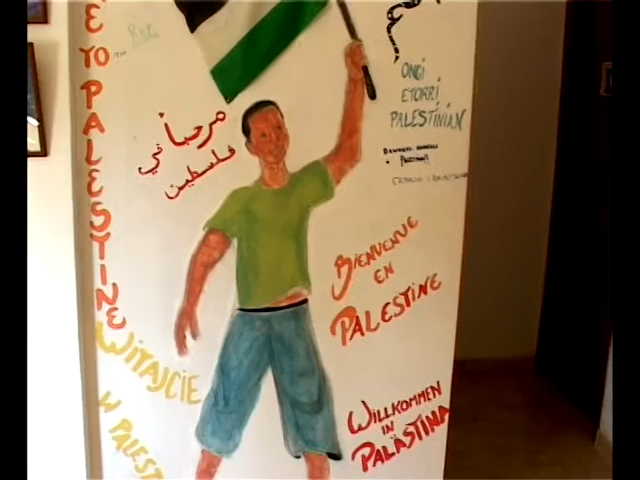 E YO PALESTINE
مرحبا في
فلسطين
ONGI
ETORRI
PALESTINIAN
BIENVENUE
EN
PALESTINE
WITAJCIE
W PALEST
WILLKOMMEN
IN
PALÄSTINA